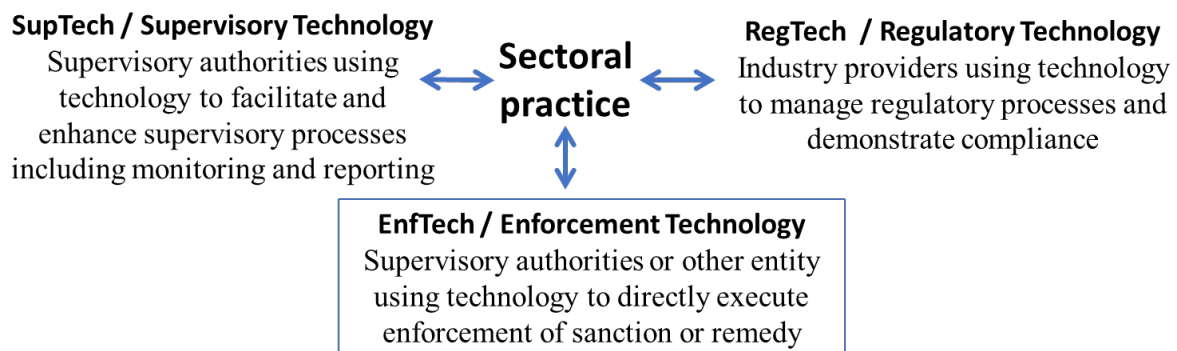 SupTech / Supervisory Technology
Supervisory authorities using
technology to facilitate and
enhance supervisory processes
including monitoring and reporting
Sectoral
practice
RegTech / Regulatory Technology
Industry providers using technology
to manage regulatory processes and
demonstrate compliance
EnfTech / Enforcement Technology
Supervisory authorities or other entity
using technology to directly execute
enforcement of sanction or remedy